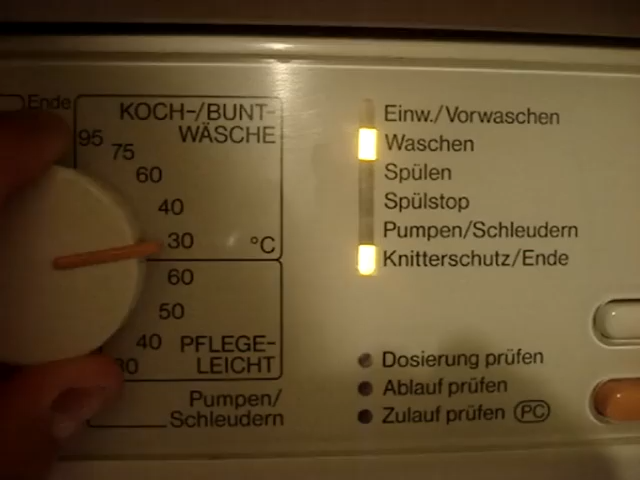 Ende
KOCH-/BUNT-
WÄSCHE
95
75
60
40
30 °C
60
50
40 PFLEGE-
LEICHT
30
Pumpen/
Schleudern
Einw./Vorwaschen
Waschen
Spülen
Spülstop
Pumpen/Schleudern
Knitterschutz/Ende
Dosierung prüfen
Ablauf prüfen
Zulauf prüfen PC